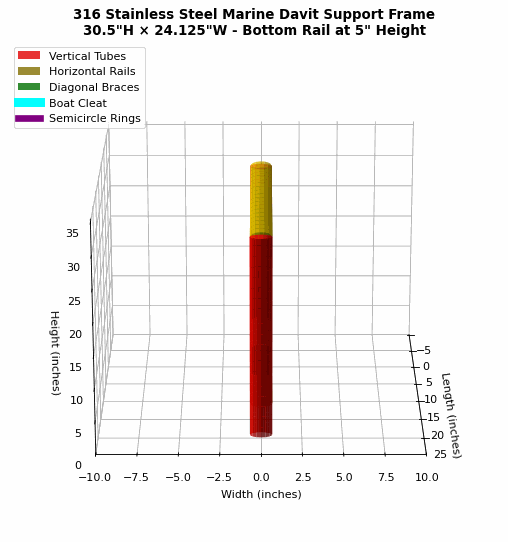 316 Stainless Steel Marine Davit Support Frame
30.5"H × 24.125"W - Bottom Rail at 5" Height
Vertical Tubes
Horizontal Rails
Diagonal Braces
Boat Cleat
Semicircle Rings
35
30
25
20
15
10
5
0
Height (inches)
−10.0
−7.5
−5.0
−2.5
0.0
2.5
5.0
7.5
10.0
Width (inches)
−5
0
5
10
15
20
25
Length (inches)